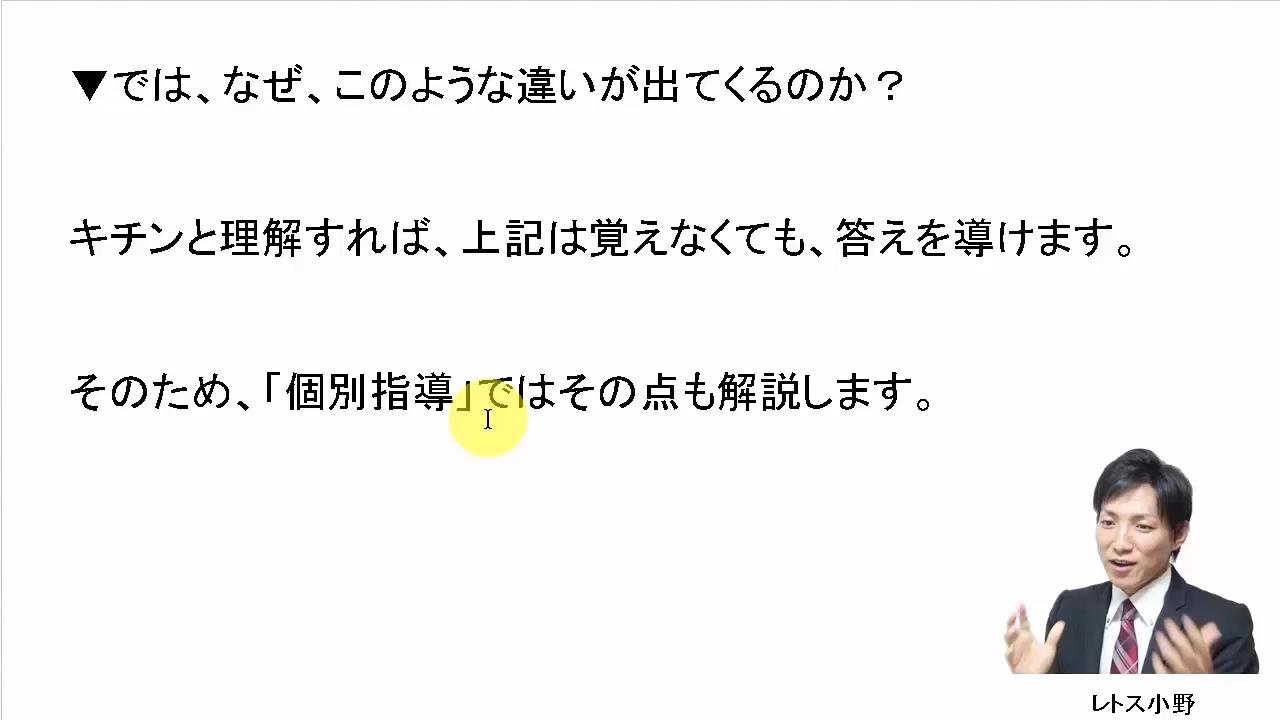 ▼では、なぜ、このような違いが出てくるのか？
キチンと理解すれば、上記は覚えなくても、答えを導けます。
そのため、「個別指導」ではその点も解説します。
レトス小野